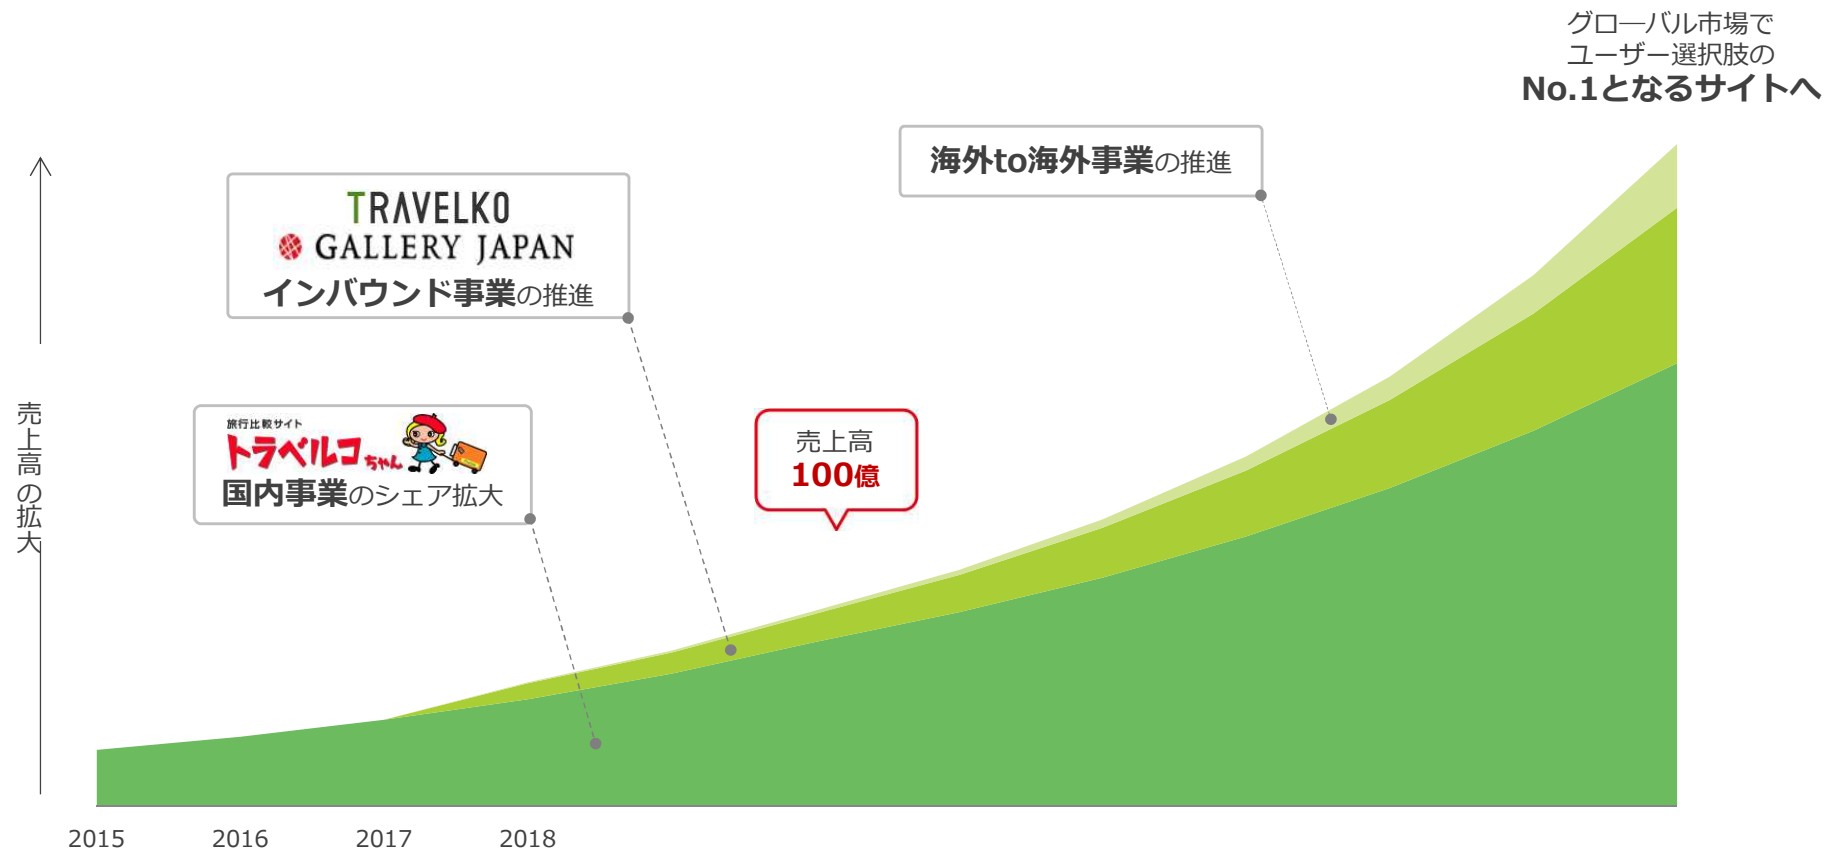 グローバル市場で
ユーザー選択肢の
No.1となるサイトへ
海外to海外事業の推進
TRAVELKO
GALLERY JAPAN
インバウンド事業の推進
旅行比較サイト
トラベルコちゃん
国内事業のシェア拡大
売上高
100億
売上高の拡大
2015 2016 2017 2018